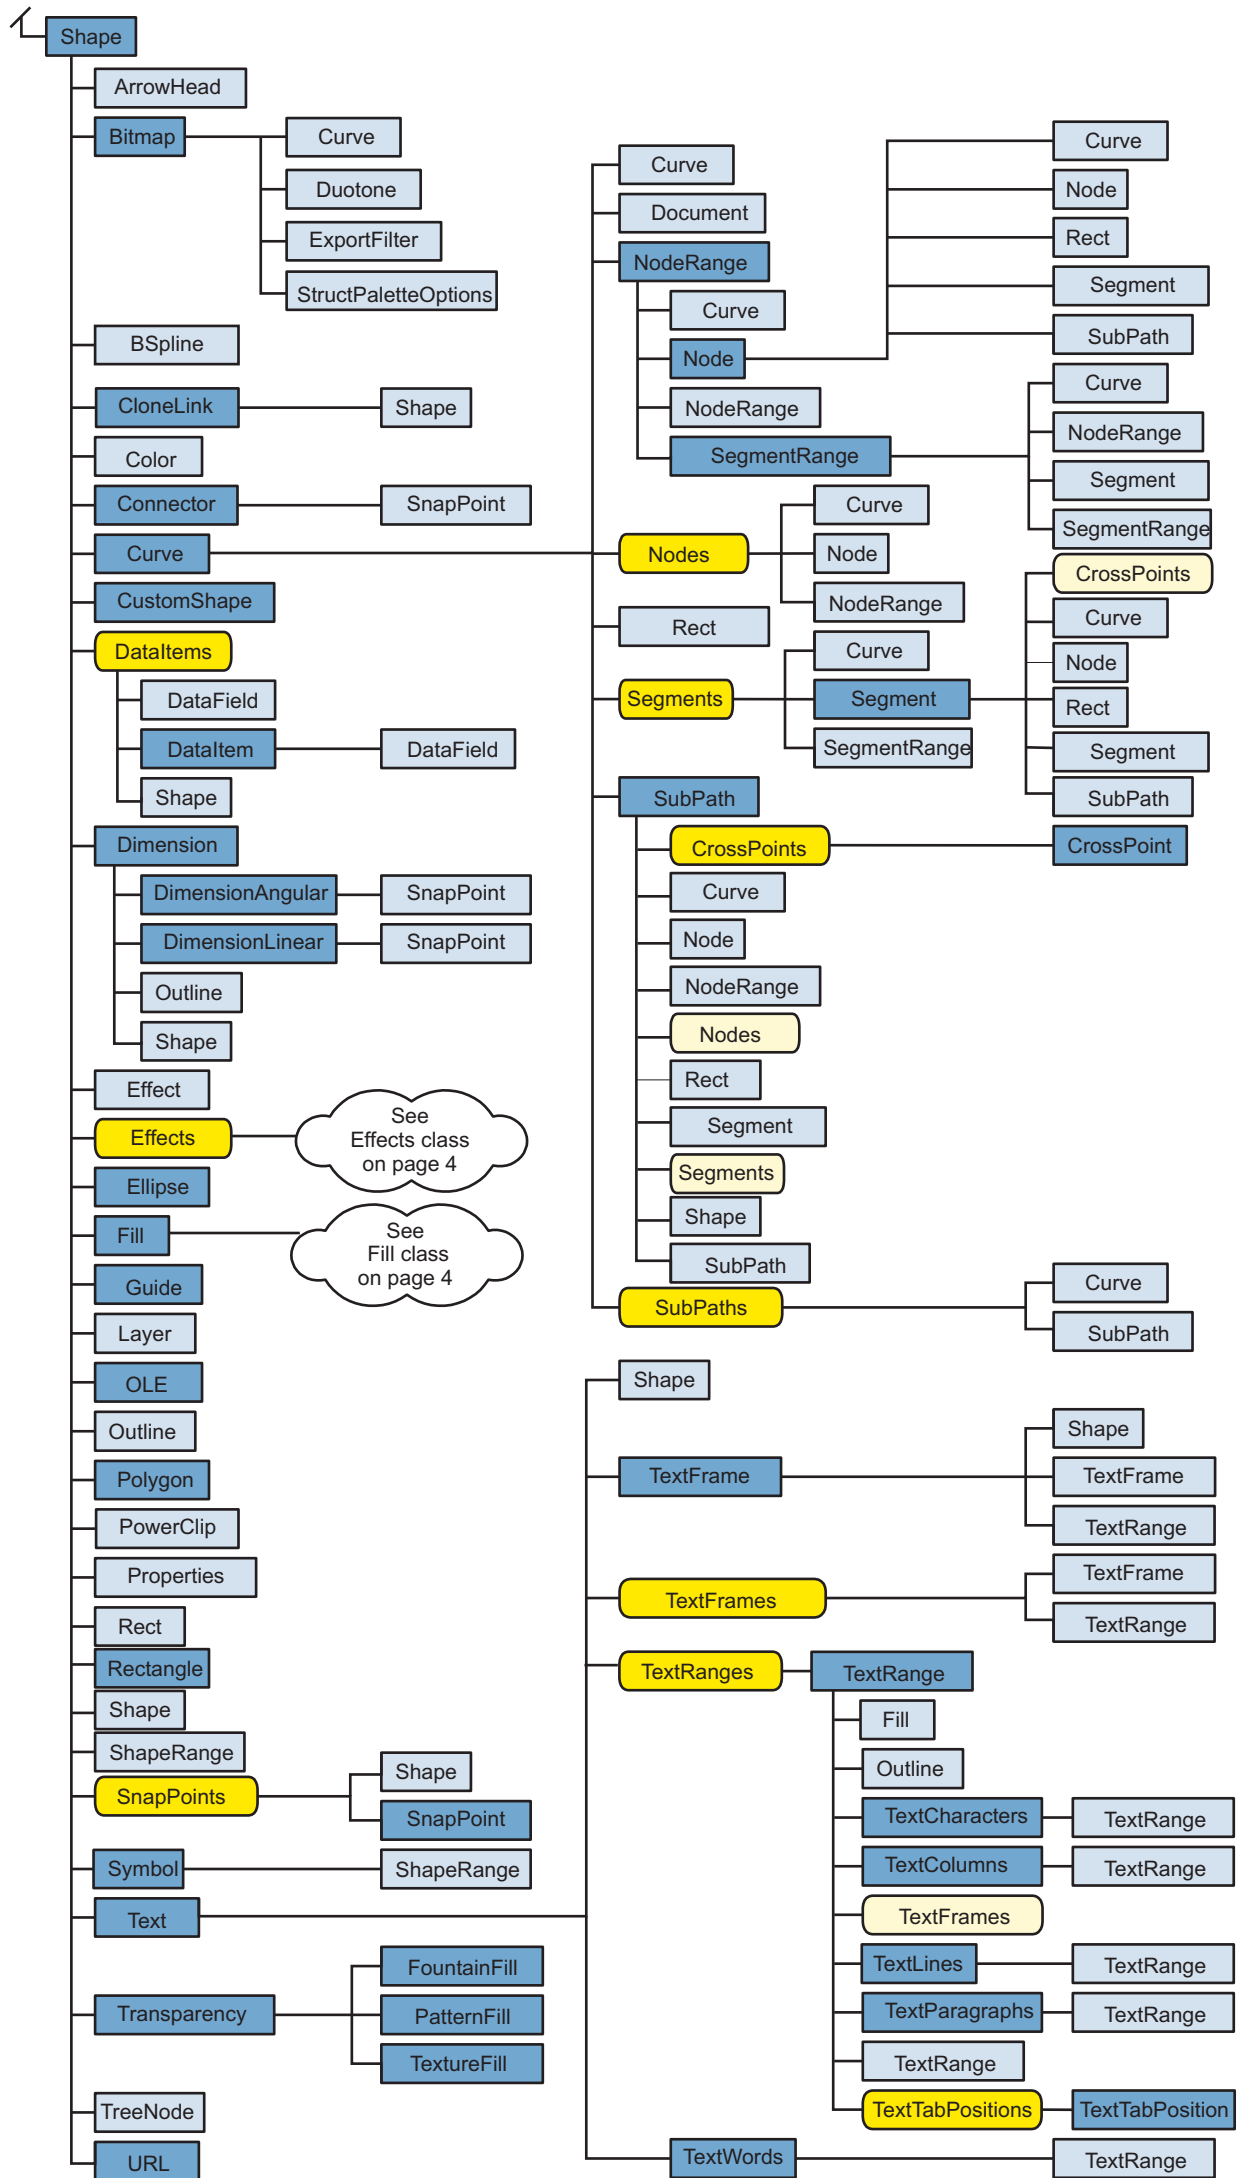 Shape
ArrowHead
Bitmap
Curve
Duotone
ExportFilter
StructPaletteOptions
BSpline
CloneLink
Shape
Color
Connector
SnapPoint
Curve
CustomShape
DataItems
DataField
DataItem
DataField
Shape
Dimension
DimensionAngular
SnapPoint
DimensionLinear
SnapPoint
Outline
Shape
Effect
Effects
See
Effects class
on page 4
Ellipse
Fill
See
Fill class
on page 4
Guide
Layer
OLE
Outline
Polygon
PowerClip
Properties
Rect
Rectangle
Shape
ShapeRange
SnapPoints
Shape
SnapPoint
Symbol
ShapeRange
Text
Transparency
FountainFill
PatternFill
TextureFill
TreeNode
URL
Curve
Document
NodeRange
Curve
Node
NodeRange
SegmentRange
Curve
Node
Rect
Segment
SubPath
Curve
NodeRange
Segment
SegmentRange
Nodes
Curve
Node
NodeRange
Rect
Segments
Curve
Segment
SegmentRange
CrossPoints
Curve
Node
Rect
Segment
SubPath
SubPath
CrossPoints
CrossPoint
Curve
Node
NodeRange
Nodes
Rect
Segment
Segments
Shape
SubPath
SubPaths
Curve
SubPath
Shape
TextFrame
Shape
TextFrame
TextRange
TextFrames
TextFrame
TextRange
TextRanges
TextRange
Fill
Outline
TextCharacters
TextRange
TextColumns
TextRange
TextFrames
TextLines
TextRange
TextParagraphs
TextRange
TextRange
TextTabPositions
TextTabPosition
TextWords
TextRange